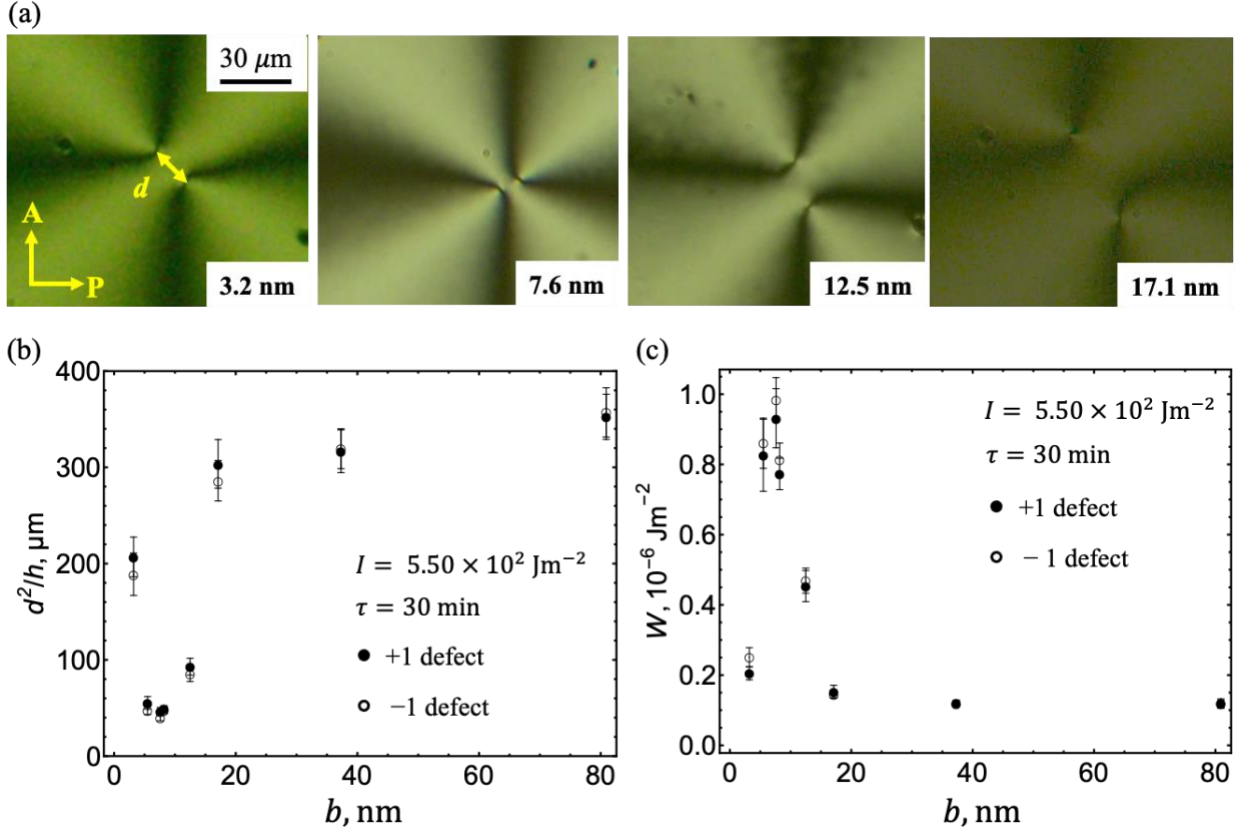 (a)
30 μm
d
A
P
3.2 nm
7.6 nm
12.5 nm
17.1 nm
(b)
400
300
200
100
0
d²/h, μm
I = 5.50 × 10² Jm⁻²
τ = 30 min
+1 defect
−1 defect
0 20 40 60 80
b, nm
(c)
1.0
0.8
0.6
0.4
0.2
0.0
W, 10⁻⁶ Jm⁻²
I = 5.50 × 10² Jm⁻²
τ = 30 min
+1 defect
− 1 defect
0 20 40 60 80
b, nm